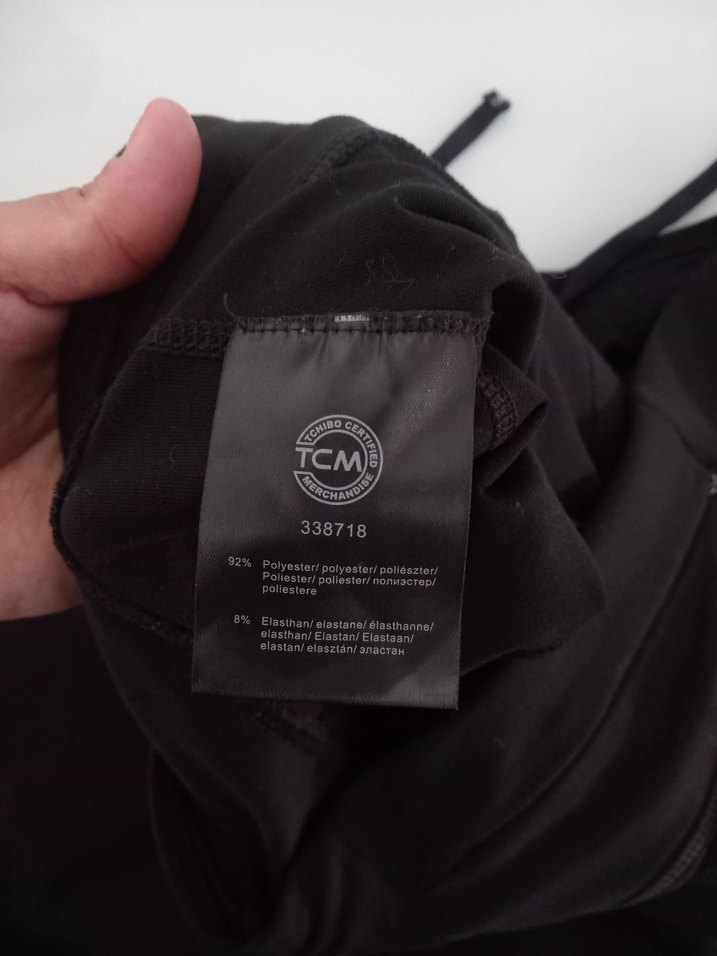 TCHIBO CERTIFIED
TCM
MERCHANDISE
338718
92% Polyester/ polyester/ poliészter/
Poliester/ poliester/ полиэстер/
poliestere
8% Elasthan/ elastane/ élasthanne/
elasthan/ Elastan/ Elastaan/
elastan/ elasztán/ эластан